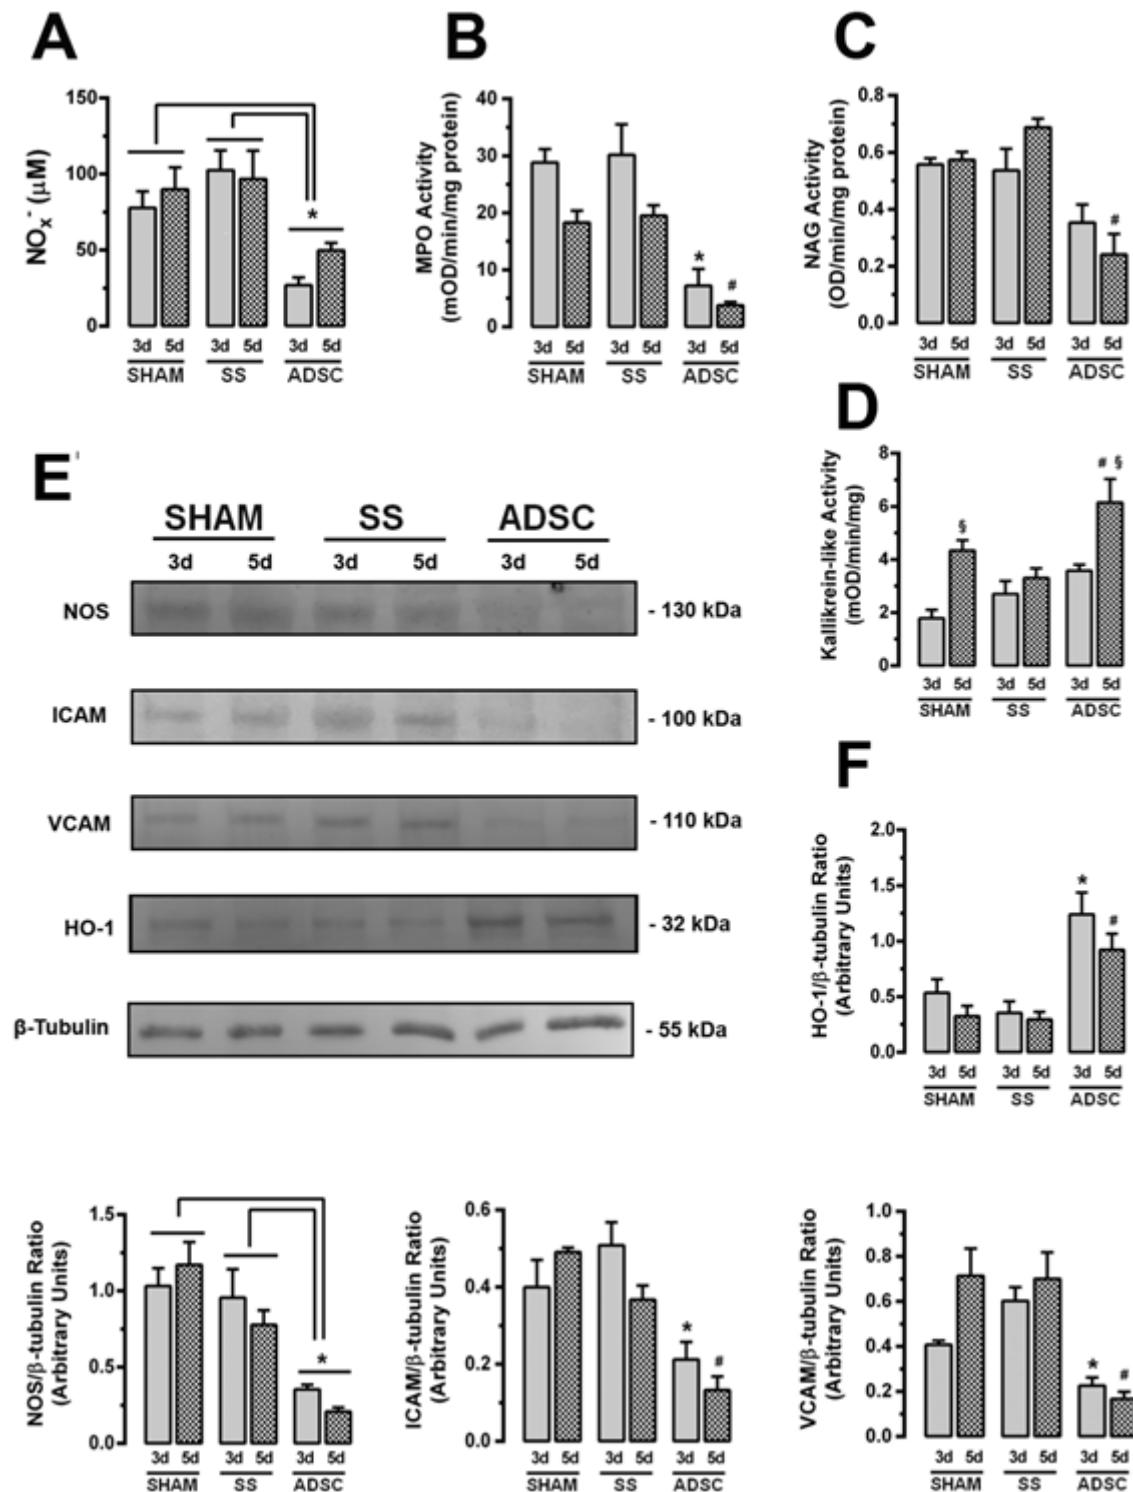 A
B
C
NOx⁻ (μM)
150
100
50
0
*
3d 5d 3d 5d 3d 5d
SHAM SS ADSC
MPO Activity
(mOD/min/mg protein)
40
30
20
10
0
*
#
3d 5d 3d 5d 3d 5d
SHAM SS ADSC
NAG Activity
(OD/min/mg protein)
0.8
0.6
0.4
0.2
0.0
#
3d 5d 3d 5d 3d 5d
SHAM SS ADSC
D
Kallikrein-like Activity
(mOD/min/mg)
8
6
4
2
0
§
# §
3d 5d 3d 5d 3d 5d
SHAM SS ADSC
E
SHAM SS ADSC
3d 5d 3d 5d 3d 5d
NOS - 130 kDa
ICAM - 100 kDa
VCAM - 110 kDa
HO-1 - 32 kDa
β-Tubulin - 55 kDa
F
HO-1/β-tubulin Ratio
(Arbitrary Units)
2.0
1.5
1.0
0.5
0.0
*
#
3d 5d 3d 5d 3d 5d
SHAM SS ADSC
NOS/β-tubulin Ratio
(Arbitrary Units)
1.5
1.0
0.5
0.0
*
3d 5d 3d 5d 3d 5d
SHAM SS ADSC
ICAM/β-tubulin Ratio
(Arbitrary Units)
0.6
0.4
0.2
0.0
*
#
3d 5d 3d 5d 3d 5d
SHAM SS ADSC
VCAM/β-tubulin Ratio
(Arbitrary Units)
1.0
0.8
0.6
0.4
0.2
0.0
*
#
3d 5d 3d 5d 3d 5d
SHAM SS ADSC